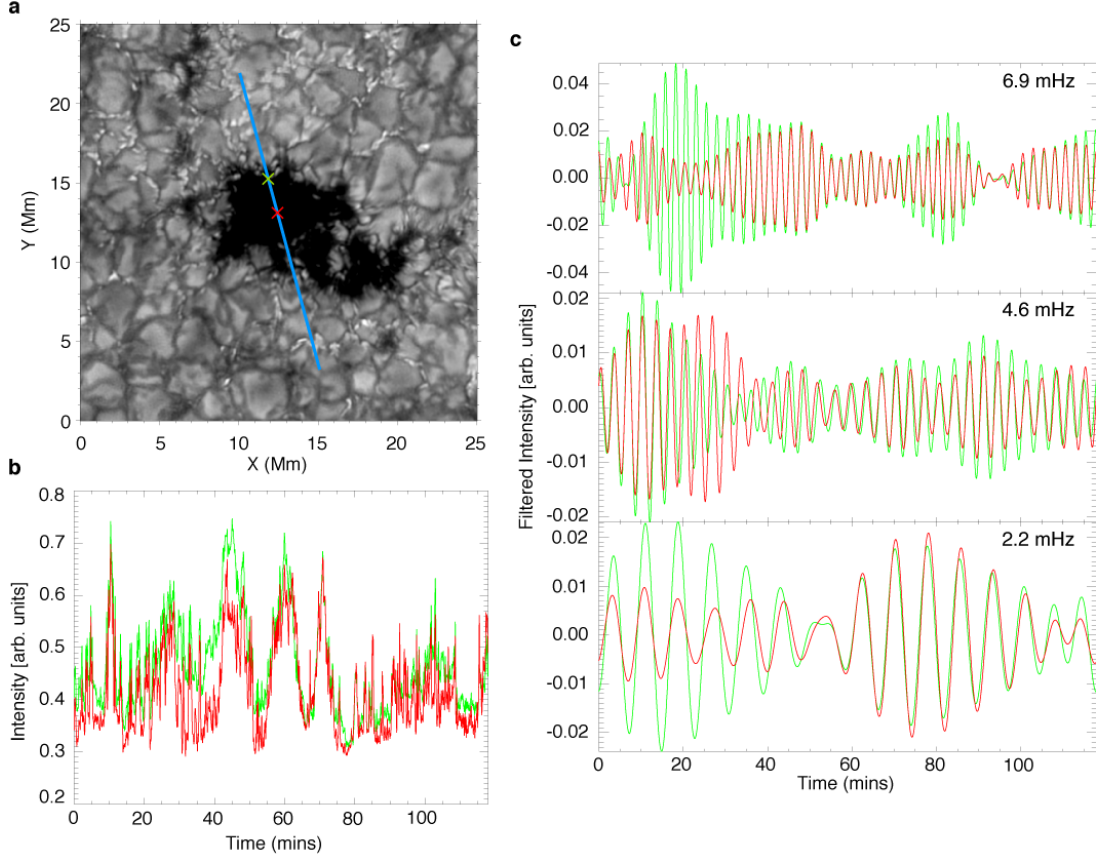 a
25
20
15
10
5
0
Y (Mm)
0 5 10 15 20 25
X (Mm)
b
0.8
0.7
0.6
0.5
0.4
0.3
0.2
Intensity [arb. units]
0 20 40 60 80 100
Time (mins)
c
6.9 mHz
0.04
0.02
0.00
-0.02
-0.04
4.6 mHz
0.02
0.01
0.00
-0.01
-0.02
2.2 mHz
0.02
0.01
0.00
-0.01
-0.02
Filtered Intensity [arb. units]
0 20 40 60 80 100
Time (mins)